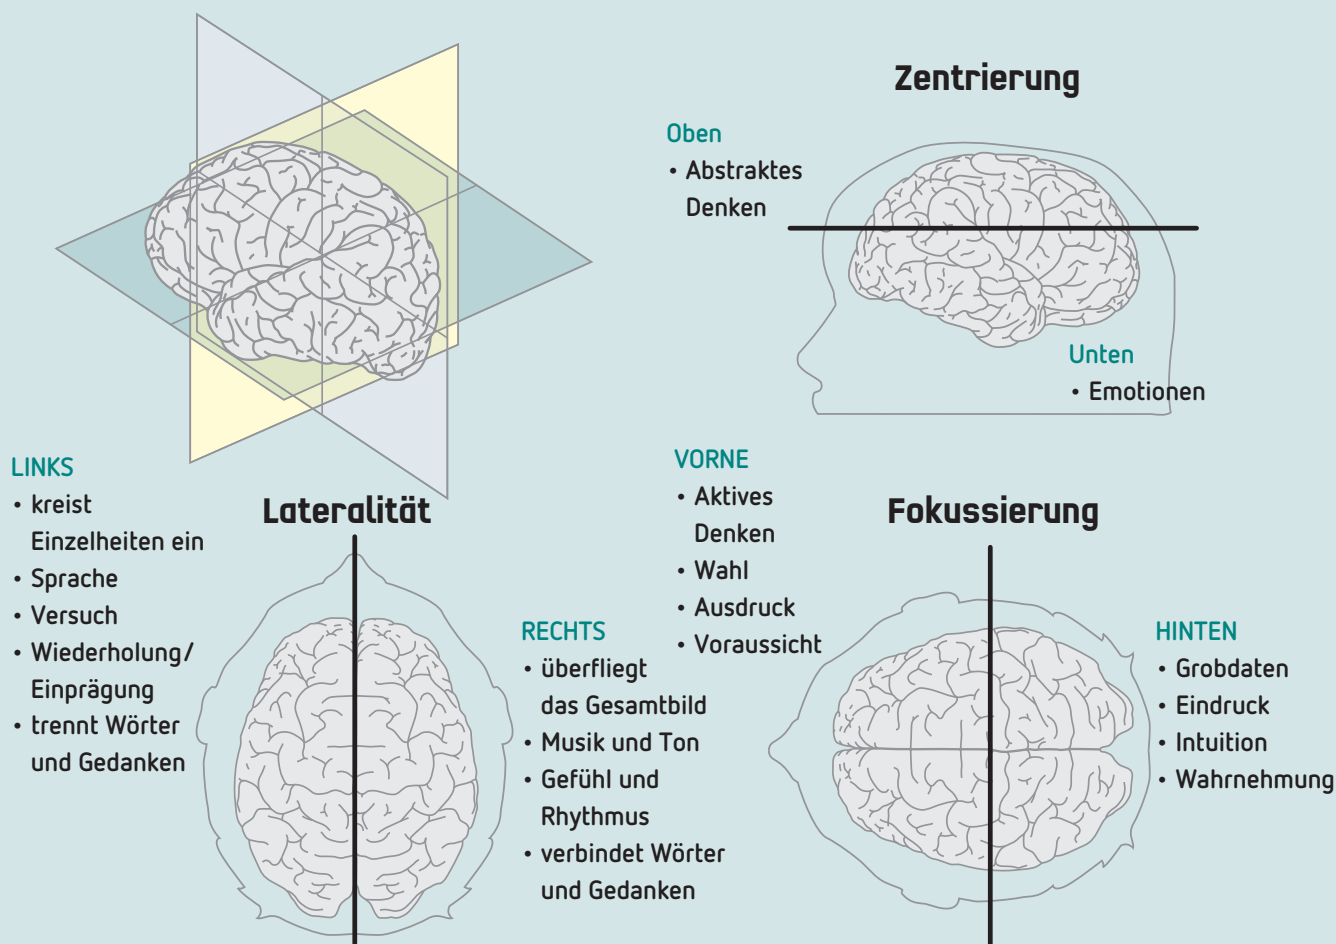 Zentrierung
Oben
• Abstraktes
Denken
Unten
• Emotionen
LINKS
• kreist
Einzelheiten ein
• Sprache
• Versuch
• Wiederholung/
Einprägung
• trennt Wörter
und Gedanken
Lateralität
RECHTS
• überfliegt
das Gesamtbild
• Musik und Ton
• Gefühl und
Rhythmus
• verbindet Wörter
und Gedanken
VORNE
• Aktives
Denken
• Wahl
• Ausdruck
• Voraussicht
Fokussierung
HINTEN
• Grobdaten
• Eindruck
• Intuition
• Wahrnehmung